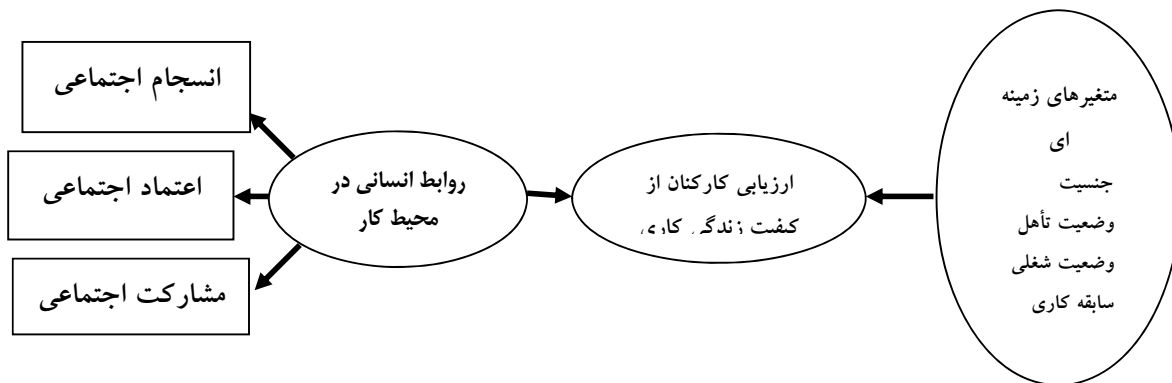 متغیرهای زمینه
ای
جنسیت
وضعیت تأهل
وضعیت شغلی
سابقه کاری
ارزیابی کارکنان از
کیفیت زندگی کاری
روابط انسانی در
محیط کار
انسجام اجتماعی
اعتماد اجتماعی
مشارکت اجتماعی